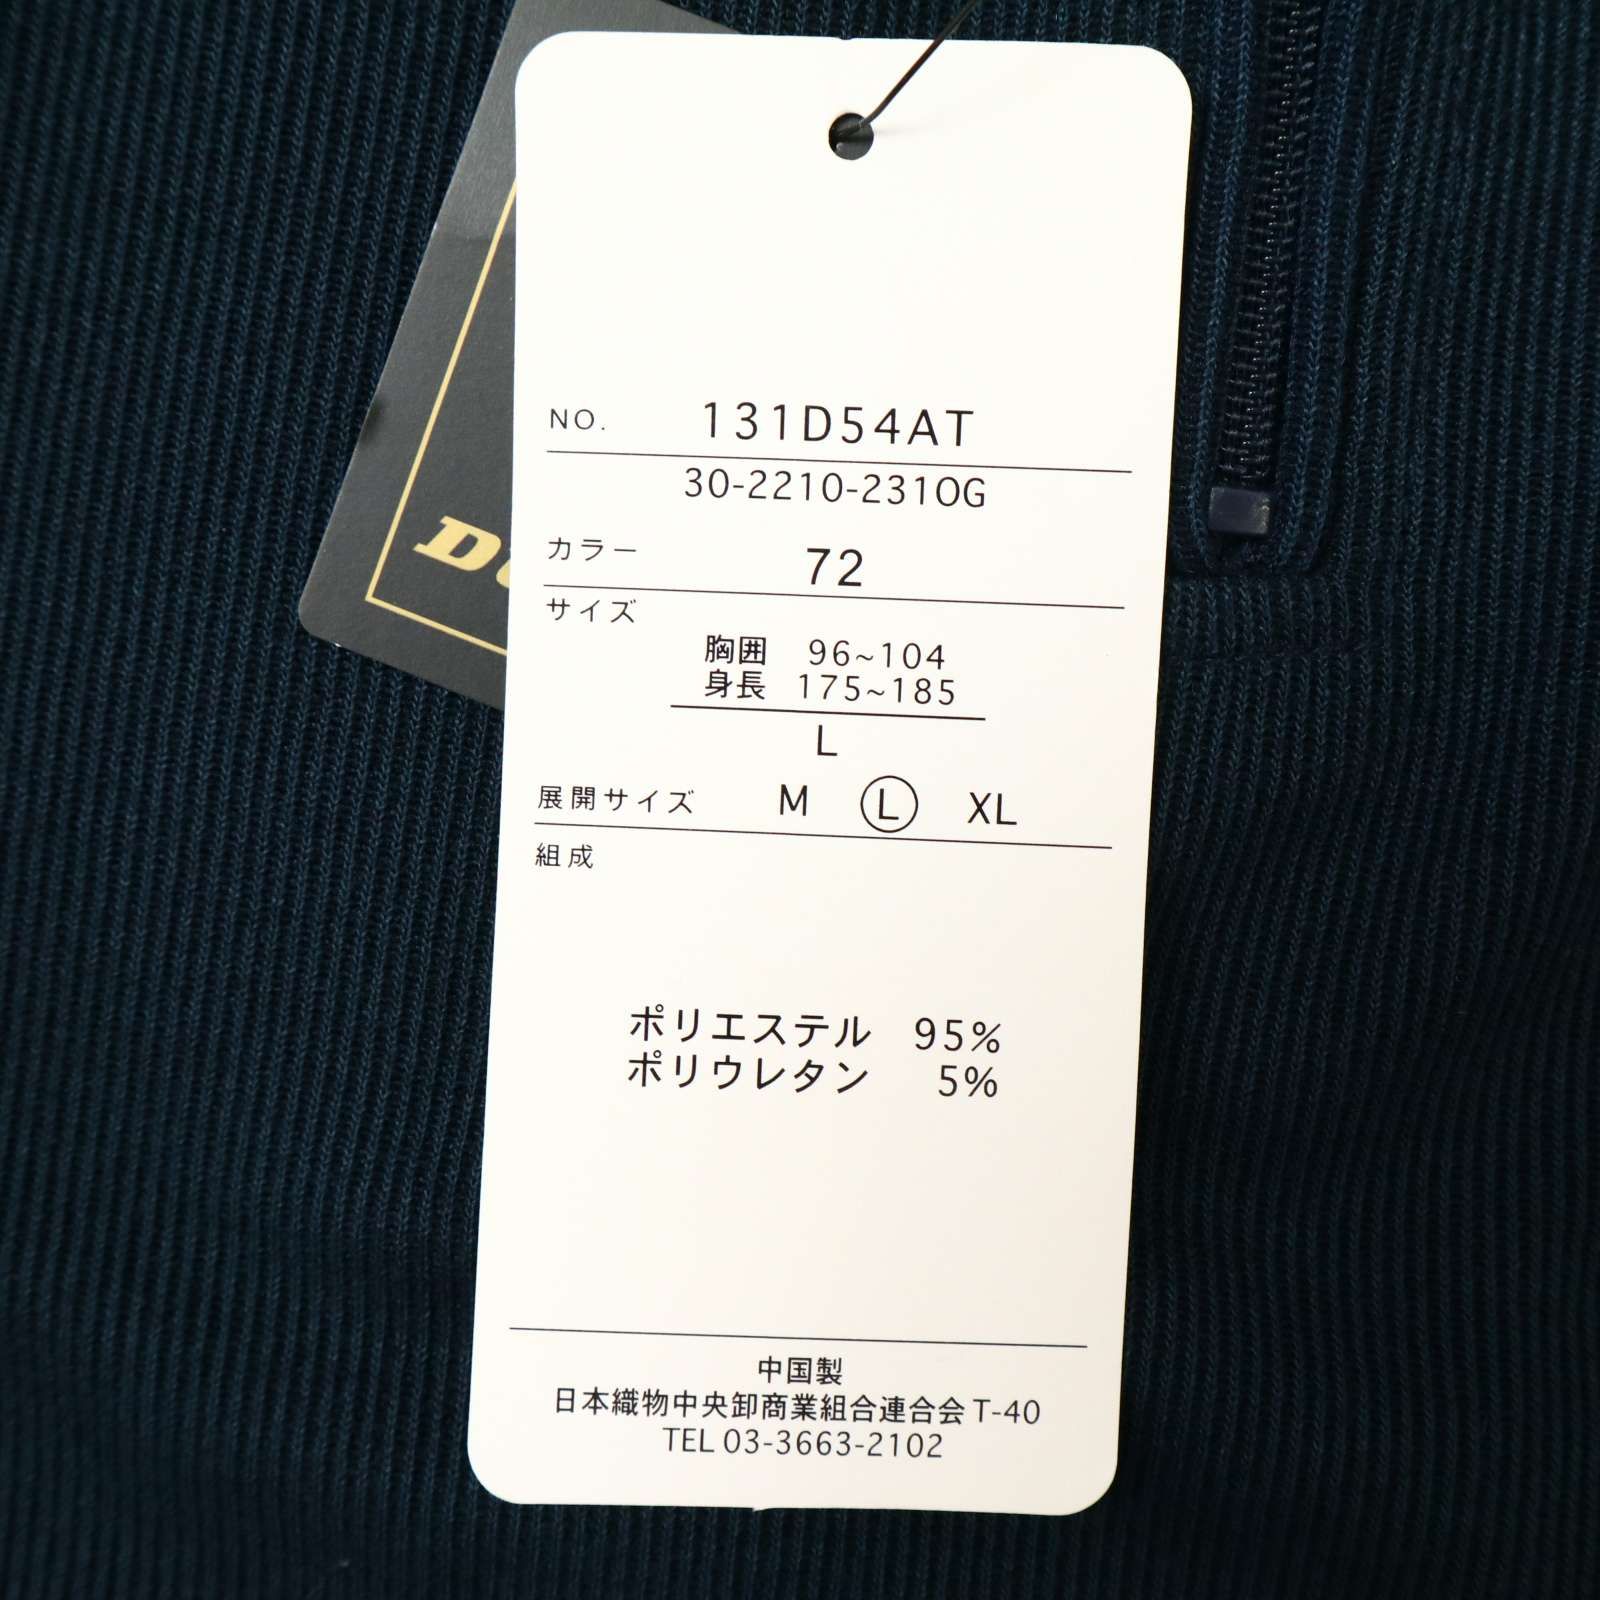 NO. 131D54AT
30-2210-231OG
カラー 72
サイズ
胸囲 96~104
身長 175~185
L
展開サイズ M L XL
組成
ポリエステル 95%
ポリウレタン 5%
中国製
日本織物中央卸商業組合連合会 T-40
TEL 03-3663-2102